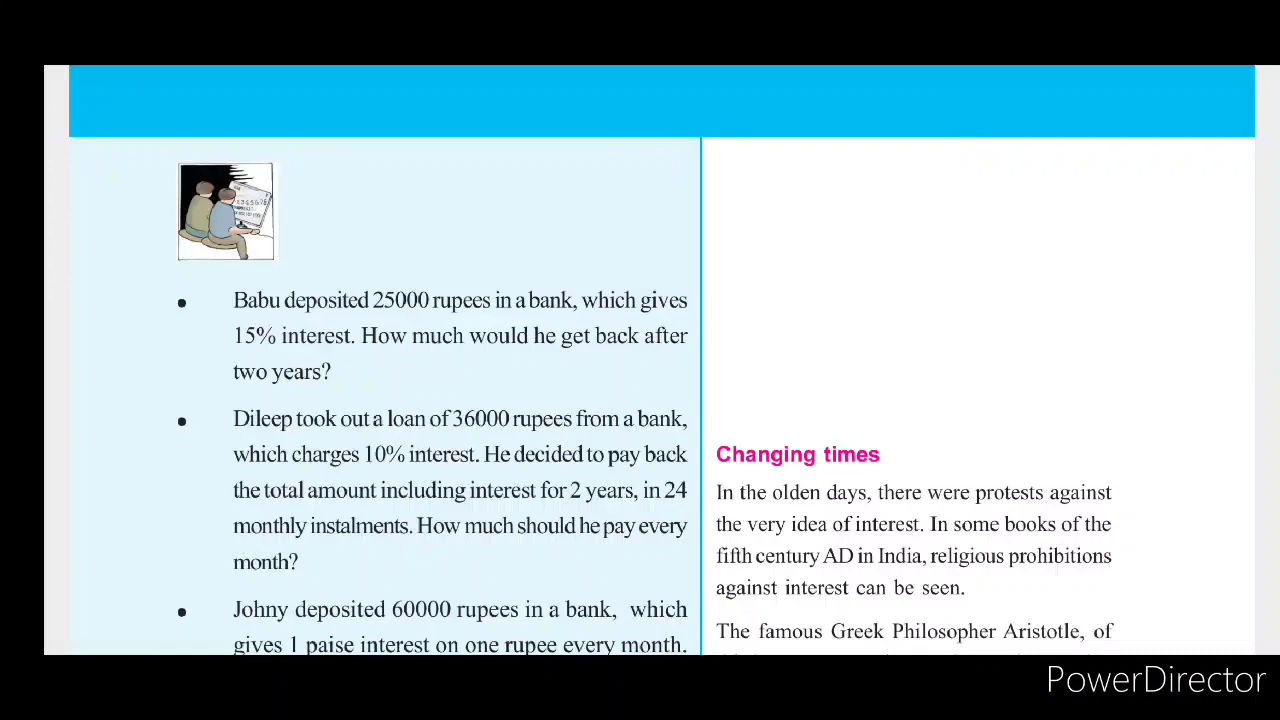 Babu deposited 25000 rupees in a bank, which gives
15% interest. How much would he get back after
two years?
Dileep took out a loan of 36000 rupees from a bank,
which charges 10% interest. He decided to pay back
the total amount including interest for 2 years, in 24
monthly instalments. How much should he pay every
month?
Johny deposited 60000 rupees in a bank, which
gives 1 paise interest on one rupee every month.
Changing times
In the olden days, there were protests against
the very idea of interest. In some books of the
fifth century AD in India, religious prohibitions
against interest can be seen.
The famous Greek Philosopher Aristotle, of
PowerDirector